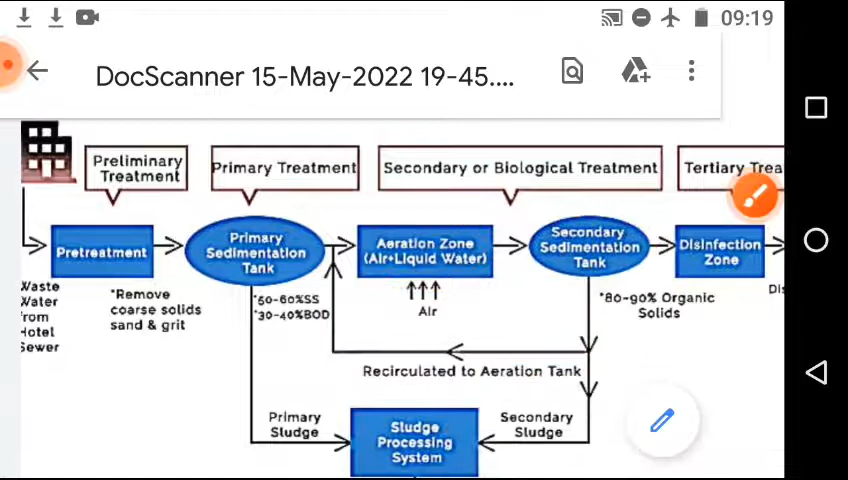 09:19
DocScanner 15-May-2022 19-45....
Preliminary
Treatment
Primary Treatment
Secondary or Biological Treatment
Tertiary Trea
Pretreatment
Primary
Sedimentation
Tank
Aeration Zone
(Air+Liquid Water)
Secondary
Sedimentation
Tank
Disinfection
Zone
Waste
Water
from
Hotel
Sewer
*Remove
coarse solids
sand & grit
*50-60%SS
*30-40%BOD
Air
*80-90% Organic
Solids
Dis
Recirculated to Aeration Tank
Primary
Sludge
Sludge
Processing
System
Secondary
Sludge